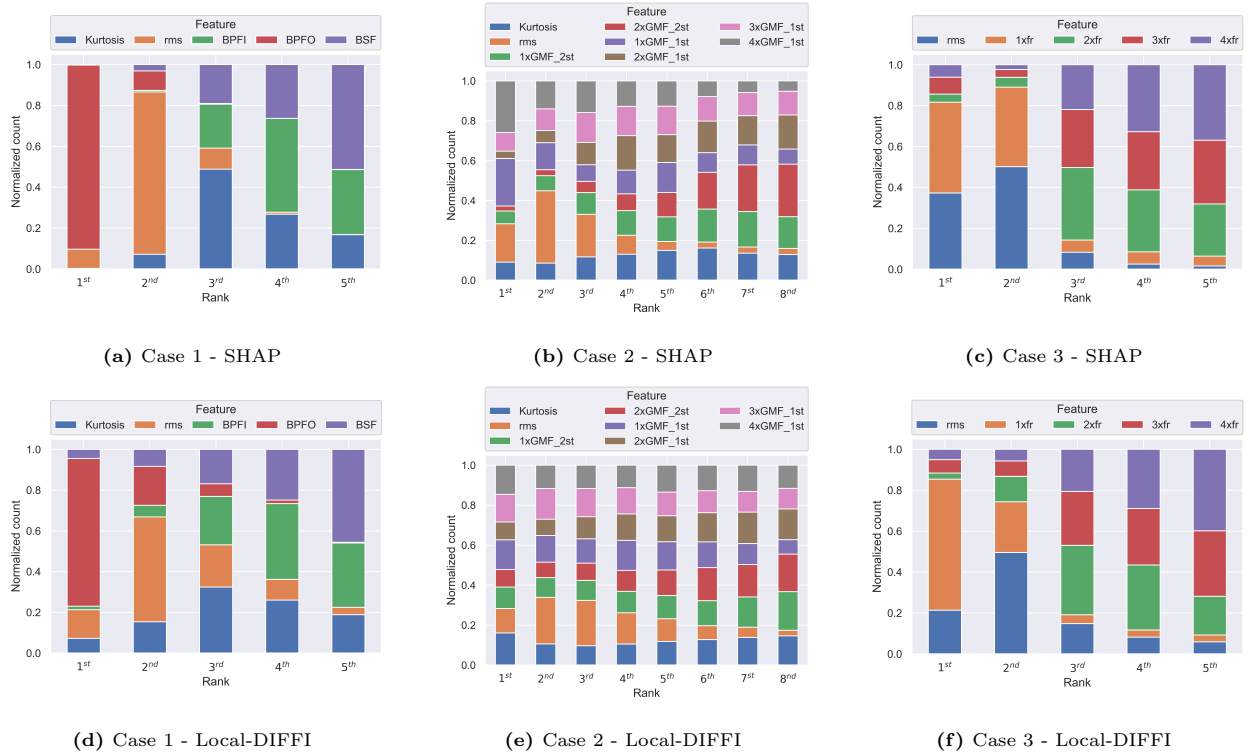 Feature
Kurtosis rms BPFI BPFO BSF
Normalized count
1.0
0.8
0.6
0.4
0.2
0.0
1st 2nd 3rd 4th 5th
Rank
(a) Case 1 - SHAP
Feature
Kurtosis 2xGMF_2st 3xGMF_1st
rms 1xGMF_1st 4xGMF_1st
1xGMF_2st 2xGMF_1st
Normalized count
1.0
0.8
0.6
0.4
0.2
0.0
1st 2nd 3rd 4th 5th 6th 7th 8nd
Rank
(b) Case 2 - SHAP
Feature
rms 1xfr 2xfr 3xfr 4xfr
Normalized count
1.0
0.8
0.6
0.4
0.2
0.0
1st 2nd 3rd 4th 5th
Rank
(c) Case 3 - SHAP
Feature
Kurtosis rms BPFI BPFO BSF
Normalized count
1.0
0.8
0.6
0.4
0.2
0.0
1st 2nd 3rd 4th 5th
Rank
(d) Case 1 - Local-DIFFI
Feature
Kurtosis 2xGMF_2st 3xGMF_1st
rms 1xGMF_1st 4xGMF_1st
1xGMF_2st 2xGMF_1st
Normalized count
1.0
0.8
0.6
0.4
0.2
0.0
1st 2nd 3rd 4th 5th 6th 7th 8nd
Rank
(e) Case 2 - Local-DIFFI
Feature
rms 1xfr 2xfr 3xfr 4xfr
Normalized count
1.0
0.8
0.6
0.4
0.2
0.0
1st 2nd 3rd 4th 5th
Rank
(f) Case 3 - Local-DIFFI